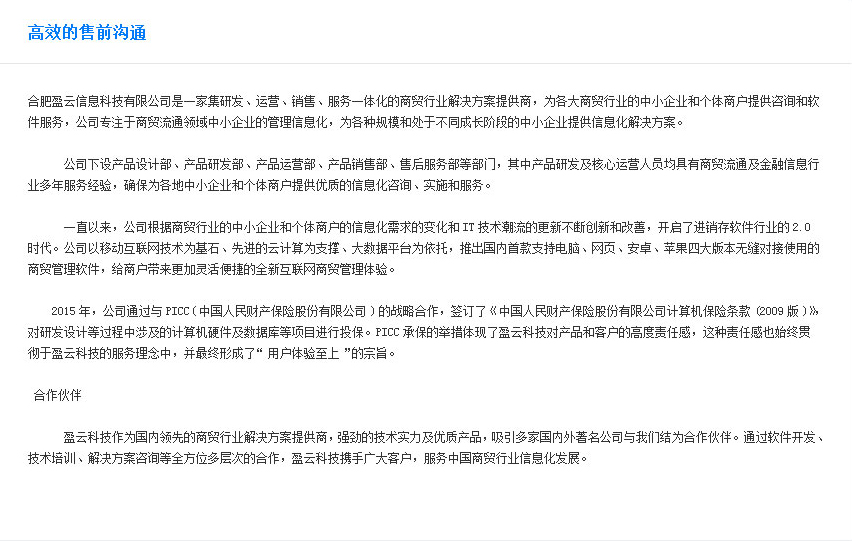 高效的售前沟通
合肥盈云信息科技有限公司是一家集研发、运营、销售、服务一体化的商贸行业解决方案提供商，为各大商贸行业的中小企业和个体商户提供咨询和软
件服务，公司专注于商贸流通领域中小企业的管理信息化，为各种规模和处于不同成长阶段的中小企业提供信息化解决方案。
公司下设产品设计部、产品研发部、产品运营部、产品销售部、售后服务部等部门，其中产品研发及核心运营人员均具有商贸流通及金融信息行
业多年服务经验，确保为各地中小企业和个体商户提供优质的信息化咨询、实施和服务。
一直以来，公司根据商贸行业的中小企业和个体商户的信息化需求的变化和 IT 技术潮流的更新不断创新和改善，开启了进销存软件行业的 2.0
时代。公司以移动互联网技术为基石、先进的云计算为支撑、大数据平台为依托，推出国内首款支持电脑、网页、安卓、苹果四大版本无缝对接使用的
商贸管理软件，给商户带来更加灵活便捷的全新互联网商贸管理体验。
2015 年，公司通过与 PICC（中国人民财产保险股份有限公司）的战略合作，签订了《中国人民财产保险股份有限公司计算机保险条款（2009 版）》，
对研发设计等过程中涉及的计算机硬件及数据库等项目进行投保。PICC 承保的举措体现了盈云科技对产品和客户的高度责任感，这种责任感也始终贯
彻于盈云科技的服务理念中，并最终形成了“ 用户体验至上 ”的宗旨。
合作伙伴
盈云科技作为国内领先的商贸行业解决方案提供商，强劲的技术实力及优质产品，吸引多家国内外著名公司与我们结为合作伙伴。通过软件开发、
技术培训、解决方案咨询等全方位多层次的合作，盈云科技携手广大客户，服务中国商贸行业信息化发展。